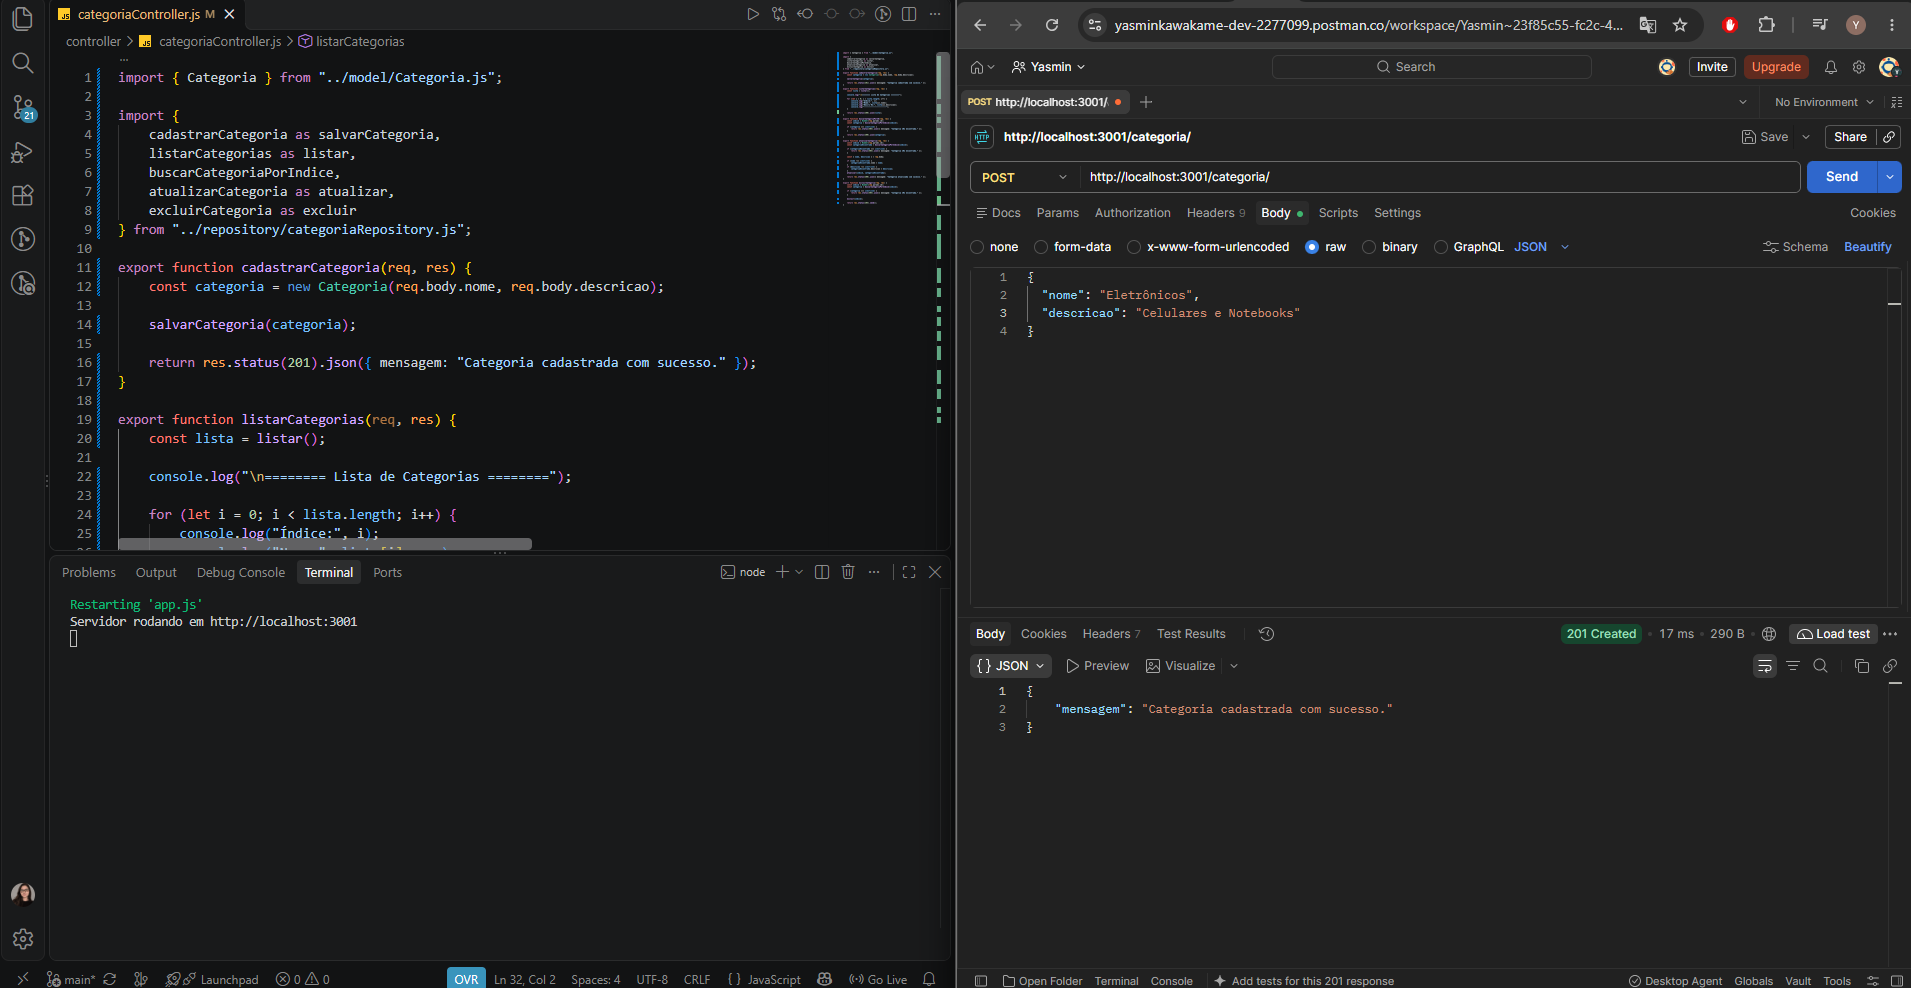 categoriaController.js M
controller > categoriaController.js > listarCategorias
...
1 import { Categoria } from "../model/Categoria.js";
2
3 import {
4 cadastrarCategoria as salvarCategoria,
5 listarCategorias as listar,
6 buscarCategoriaPorIndice,
7 atualizarCategoria as atualizar,
8 excluirCategoria as excluir
9 } from "../repository/categoriaRepository.js";
10
11 export function cadastrarCategoria(req, res) {
12 const categoria = new Categoria(req.body.nome, req.body.descricao);
13
14 salvarCategoria(categoria);
15
16 return res.status(201).json({ mensagem: "Categoria cadastrada com sucesso." });
17 }
18
19 export function listarCategorias(req, res) {
20 const lista = listar();
21
22 console.log("\n======== Lista de Categorias ========");
23
24 for (let i = 0; i < lista.length; i++) {
25 console.log("Índice:", i);
21
Problems Output Debug Console Terminal Ports
node
Restarting 'app.js'
Servidor rodando em http://localhost:3001
main* Launchpad 0 0 OVR Ln 32, Col 2 Spaces: 4 UTF-8 CRLF { } JavaScript Go Live
yasminkawakame-dev-2277099.postman.co/workspace/Yasmin~23f85c55-fc2c-4... Y
Yasmin Search Invite Upgrade
POST http://localhost:3001/ No Environment
HTTP http://localhost:3001/categoria/ Save Share
POST http://localhost:3001/categoria/ Send
Docs Params Authorization Headers 9 Body Scripts Settings Cookies
none form-data x-www-form-urlencoded raw binary GraphQL JSON Schema Beautify
1 {
2 "nome": "Eletrônicos",
3 "descricao": "Celulares e Notebooks"
4 }
Body Cookies Headers 7 Test Results 201 Created • 17 ms • 290 B Load test
{ } JSON Preview Visualize
1 {
2 "mensagem": "Categoria cadastrada com sucesso."
3 }
Open Folder Terminal Console Add tests for this 201 response Desktop Agent Globals Vault Tools